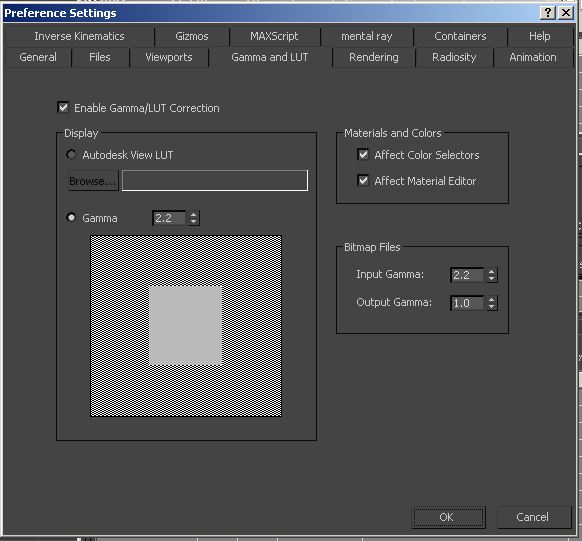 Preference Settings
Inverse Kinematics Gizmos MAXScript mental ray Containers Help
General Files Viewports Gamma and LUT Rendering Radiosity Animation
Enable Gamma/LUT Correction
Display
Materials and Colors
Autodesk View LUT
Affect Color Selectors
Browse...
Affect Material Editor
Gamma 2.2
Bitmap Files
Input Gamma: 2.2
Output Gamma: 1.0
OK Cancel